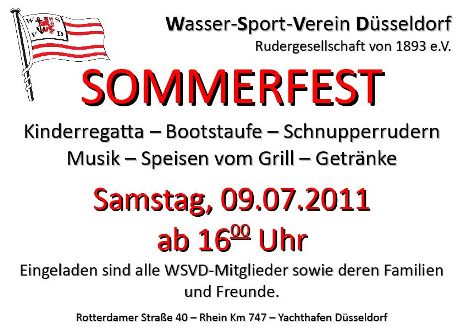 Wasser-Sport-Verein Düsseldorf
Rudergesellschaft von 1893 e.V.
SOMMERFEST
Kinderregatta – Bootstaufe – Schnupperrudern
Musik – Speisen vom Grill – Getränke
Samstag, 09.07.2011
ab 16⁰⁰ Uhr
Eingeladen sind alle WSVD-Mitglieder sowie deren Familien
und Freunde.
Rotterdamer Straße 40 – Rhein Km 747 – Yachthafen Düsseldorf